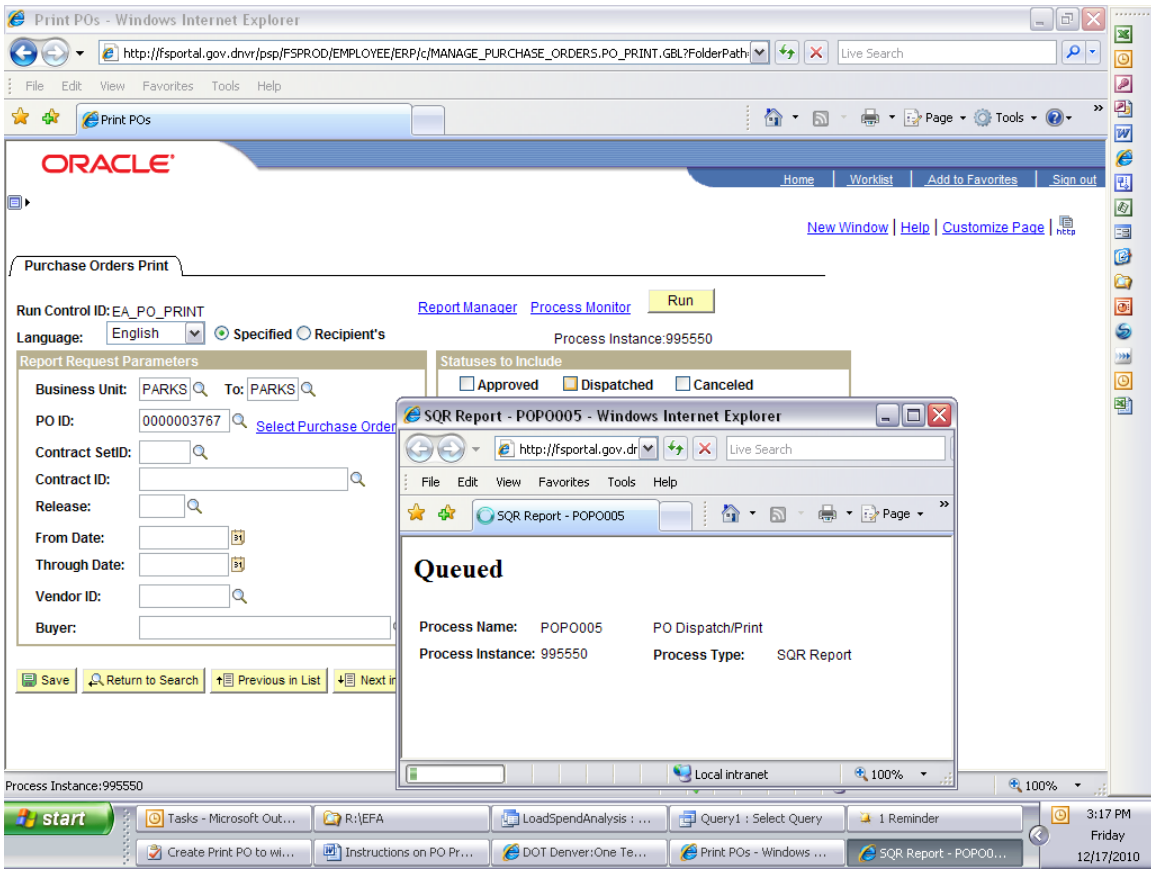 Print POs - Windows Internet Explorer
http://fsportal.gov.dnvr/psp/FSPROD/EMPLOYEE/ERP/c/MANAGE_PURCHASE_ORDERS.PO_PRINT.GBL?FolderPath
Live Search
File Edit View Favorites Tools Help
Print POs
Page Tools
ORACLE
Home Worklist Add to Favorites Sign out
New Window | Help | Customize Page | http
Purchase Orders Print
Run Control ID: EA_PO_PRINT
Report Manager Process Monitor Run
Language: English Specified Recipient's
Process Instance:995550
Report Request Parameters
Statuses to Include
Business Unit: PARKS To: PARKS
Approved Dispatched Canceled
PO ID: 0000003767 Select Purchase Order
Contract SetID:
Contract ID:
Release:
From Date:
Through Date:
Vendor ID:
Buyer:
Save Return to Search Previous in List Next in
SQR Report - POPO005 - Windows Internet Explorer
http://fsportal.gov.dr
Live Search
File Edit View Favorites Tools Help
SQR Report - POPO005
Page
Queued
Process Name: POPO005 PO Dispatch/Print
Process Instance: 995550 Process Type: SQR Report
Local intranet 100%
Process Instance:995550
100%
start
Tasks - Microsoft Out...
R:\EFA
LoadSpendAnalysis : ...
Query1 : Select Query
1 Reminder
3:17 PM
Friday
Create Print PO to wi...
Instructions on PO Pr...
DOT Denver:One Te...
Print POs - Windows ...
SQR Report - POPO0...
12/17/2010